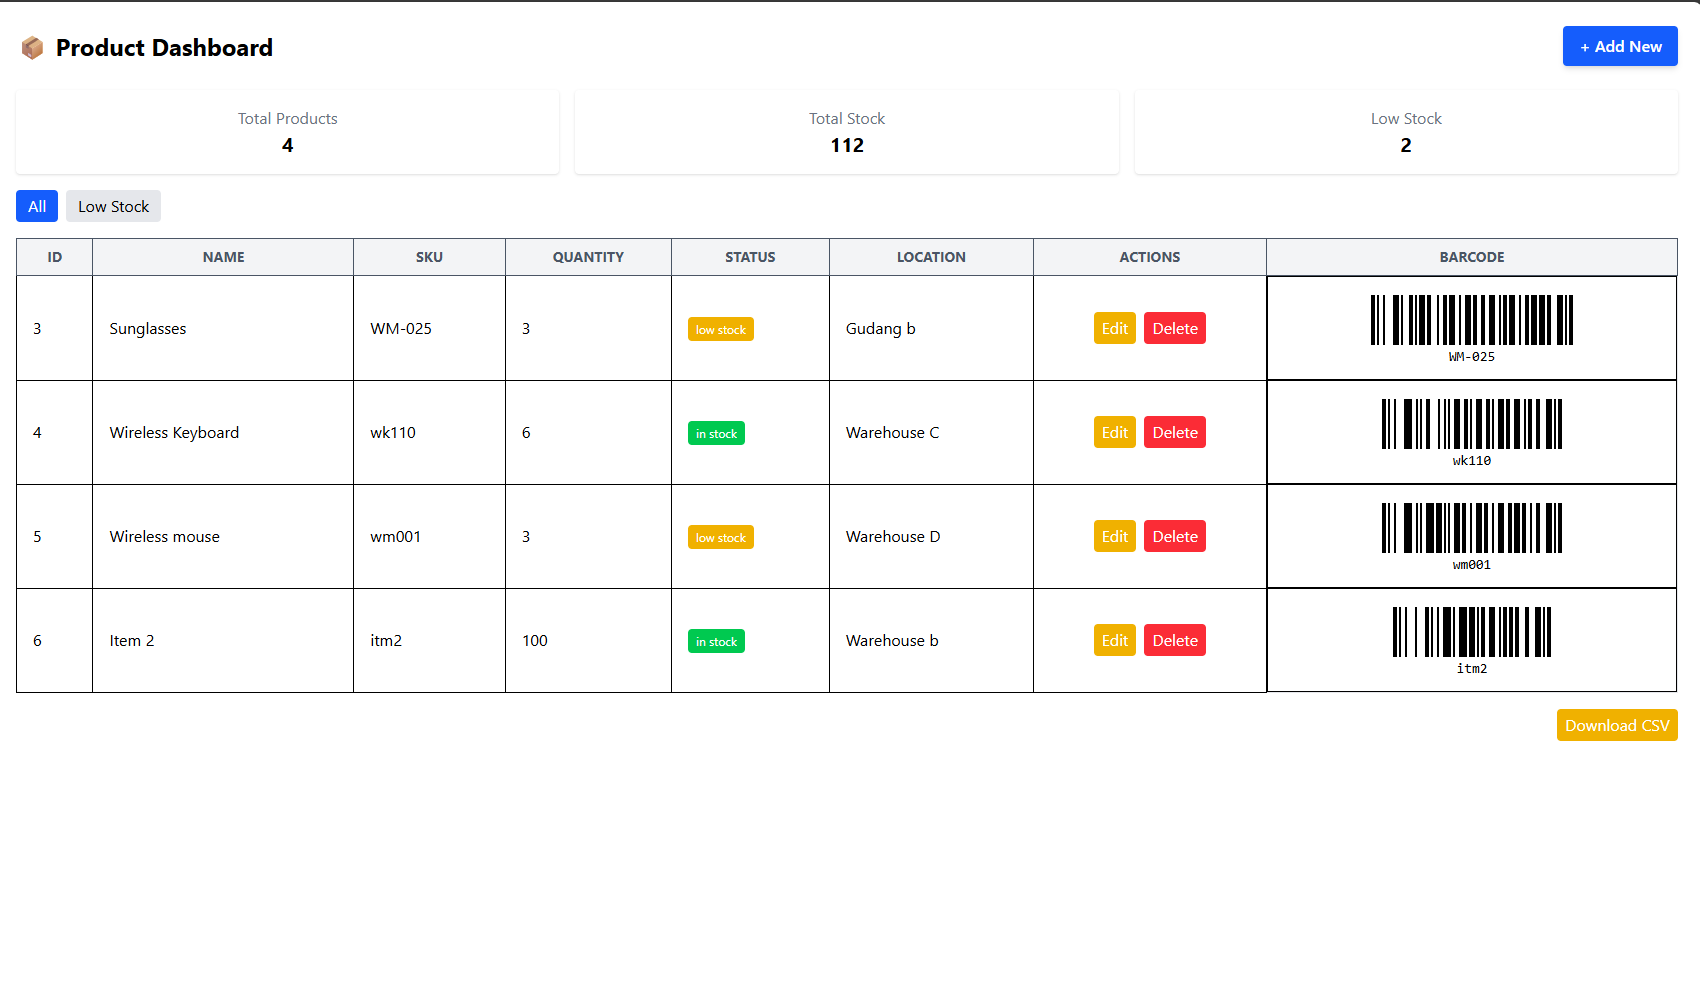 Product Dashboard
+ Add New
Total Products
4
Total Stock
112
Low Stock
2
All Low Stock
ID NAME SKU QUANTITY STATUS LOCATION ACTIONS BARCODE
3 Sunglasses WM-025 3 low stock Gudang b Edit Delete
WM-025
4 Wireless Keyboard wk110 6 in stock Warehouse C Edit Delete
wk110
5 Wireless mouse wm001 3 low stock Warehouse D Edit Delete
wm001
6 Item 2 itm2 100 in stock Warehouse b Edit Delete
itm2
Download CSV